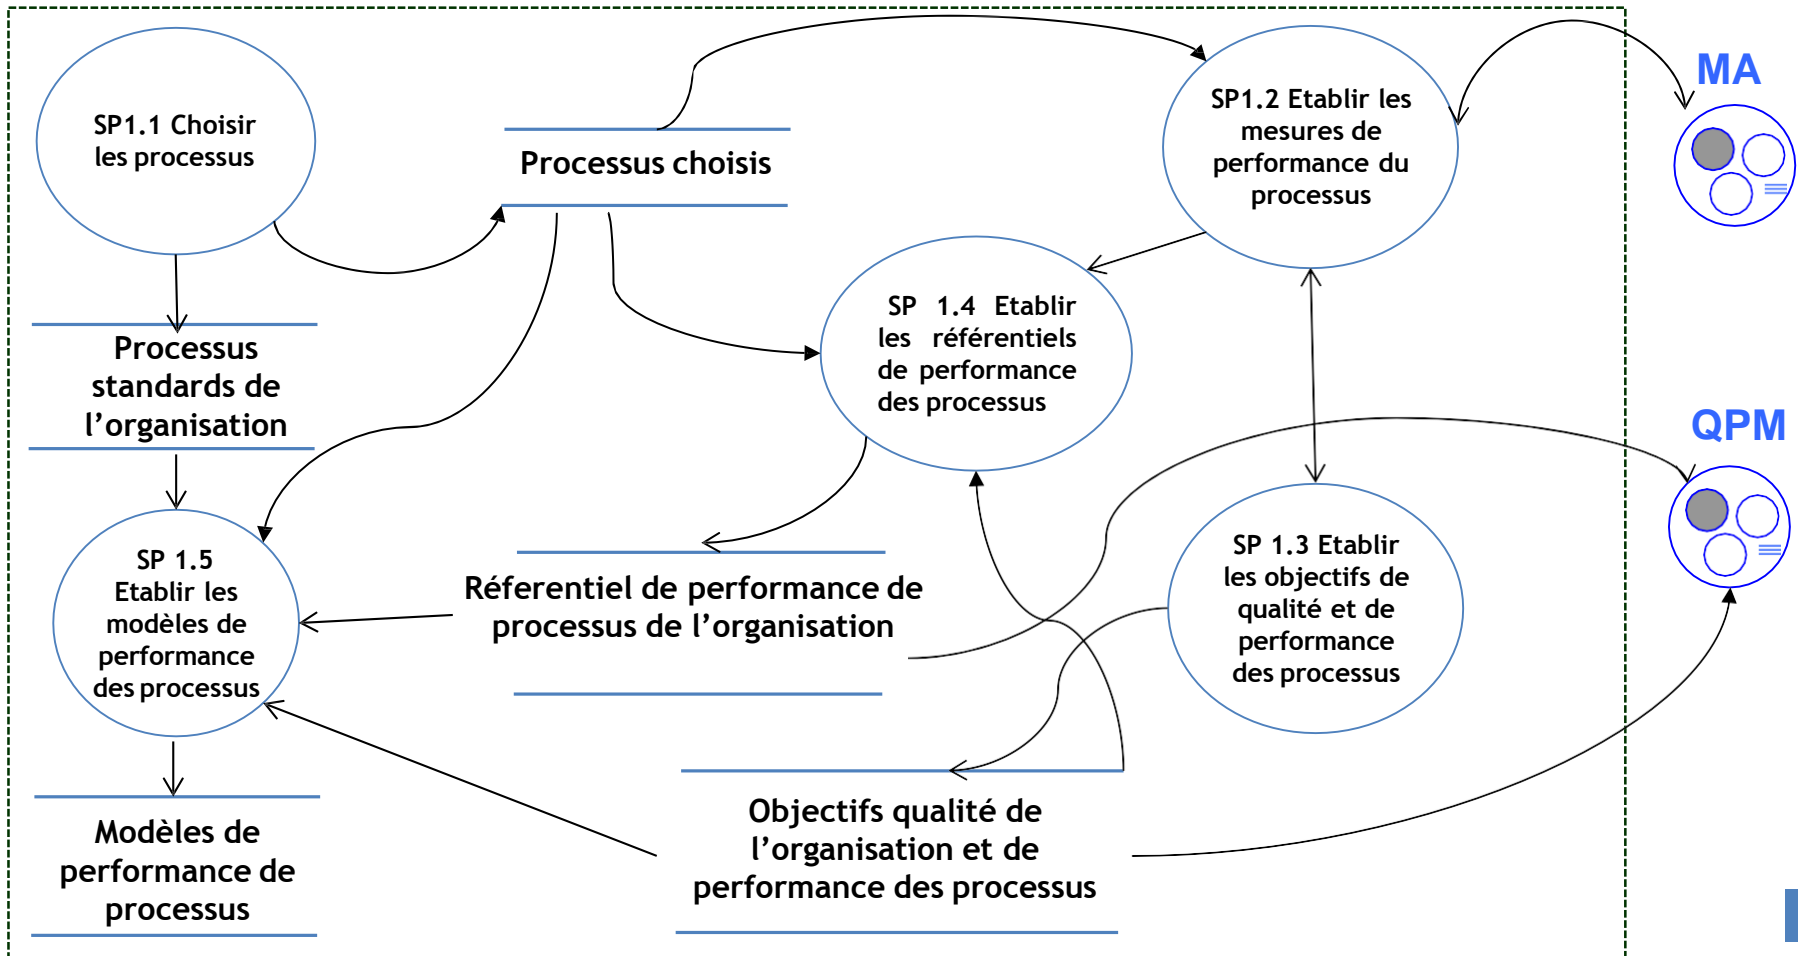 SP1.1 Choisir
les processus
Processus choisis
SP1.2 Etablir les
mesures de
performance du
processus
MA
SP 1.4 Etablir
les référentiels
de performance
des processus
Processus
standards de
l’organisation
QPM
SP 1.5
Etablir les
modèles de
performance
des processus
Réferentiel de performance de
processus de l’organisation
SP 1.3 Etablir
les objectifs de
qualité et de
performance
des processus
Modèles de
performance de
processus
Objectifs qualité de
l’organisation et de
performance des processus